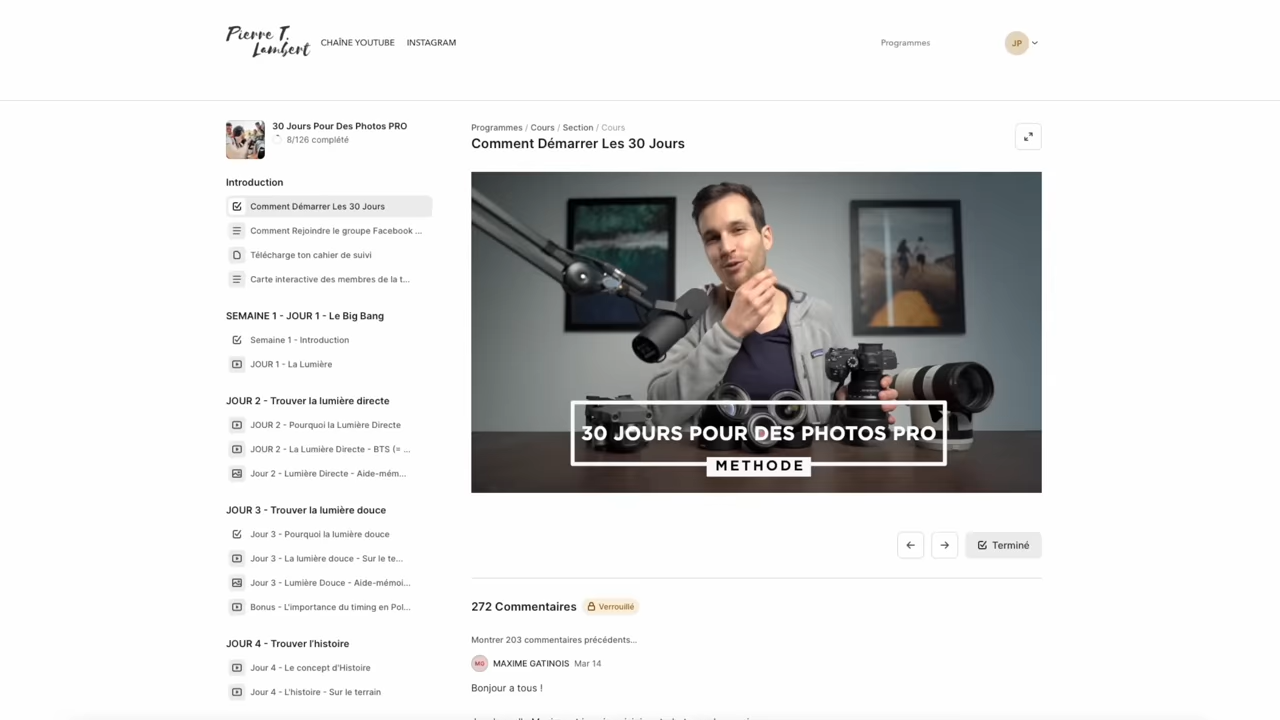 Pierre T.
Lambert
CHAÎNE YOUTUBE
INSTAGRAM
Programmes
JP
30 Jours Pour Des Photos PRO
8/126 complété
Introduction
Comment Démarrer Les 30 Jours
Comment Rejoindre le groupe Facebook ...
Télécharge ton cahier de suivi
Carte interactive des membres de la t...
SEMAINE 1 - JOUR 1 - Le Big Bang
Semaine 1 - Introduction
JOUR 1 - La Lumière
JOUR 2 - Trouver la lumière directe
JOUR 2 - Pourquoi la Lumière Directe
JOUR 2 - La Lumière Directe - BTS (= ...
Jour 2 - Lumière Directe - Aide-mém...
JOUR 3 - Trouver la lumière douce
Jour 3 - Pourquoi la lumière douce
Jour 3 - La lumière douce - Sur le te...
Jour 3 - Lumière Douce - Aide-mémoi...
Bonus - L'importance du timing en Pol...
JOUR 4 - Trouver l'histoire
Jour 4 - Le concept d'Histoire
Jour 4 - L'histoire - Sur le terrain
Programmes / Cours / Section / Cours
Comment Démarrer Les 30 Jours
30 JOURS POUR DES PHOTOS PRO
METHODE
Terminé
272 Commentaires
Verrouillé
Montrer 203 commentaires précédents...
MG
MAXIME GATINOIS Mar 14
Bonjour a tous !